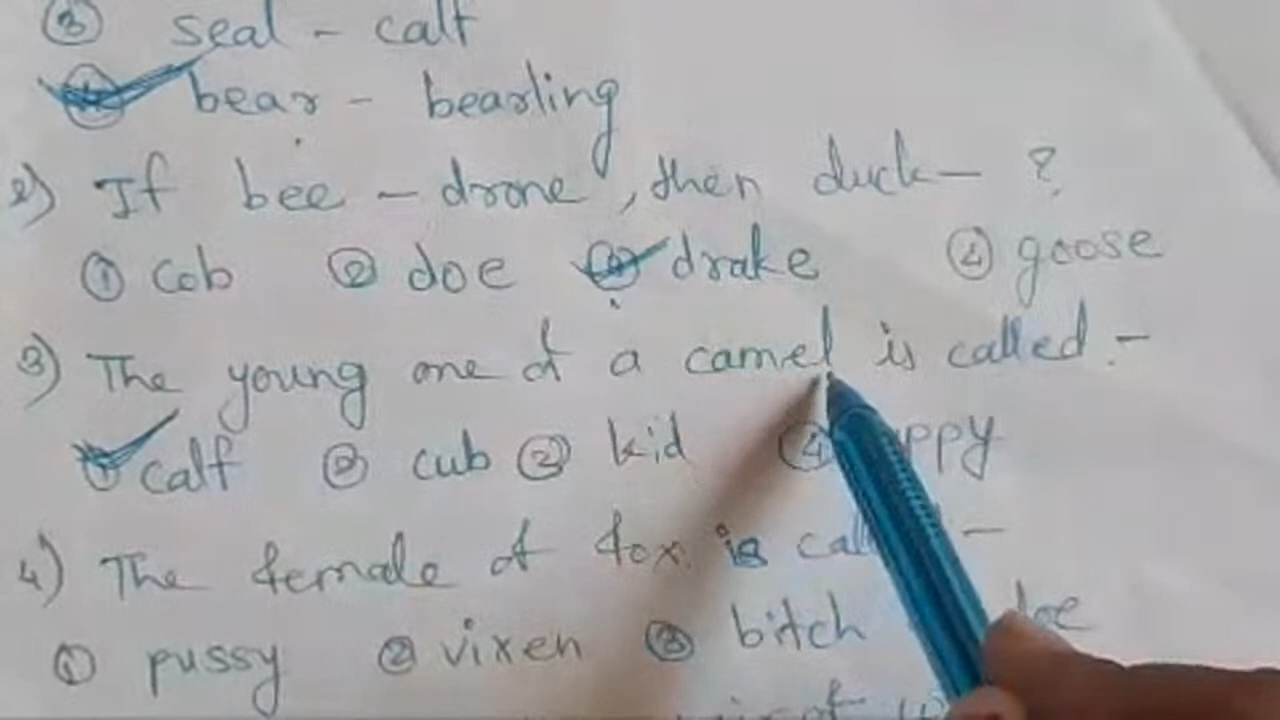 ③ seal - calf
④ bear - bearling
2) If bee - drone, then duck - ?
① cob ② doe ③ drake ④ goose
3) The young one of a camel is called :-
① calf ② cub ② kid ④
4) The female of fox is -
① pussy ② vixen ③ bitch doe